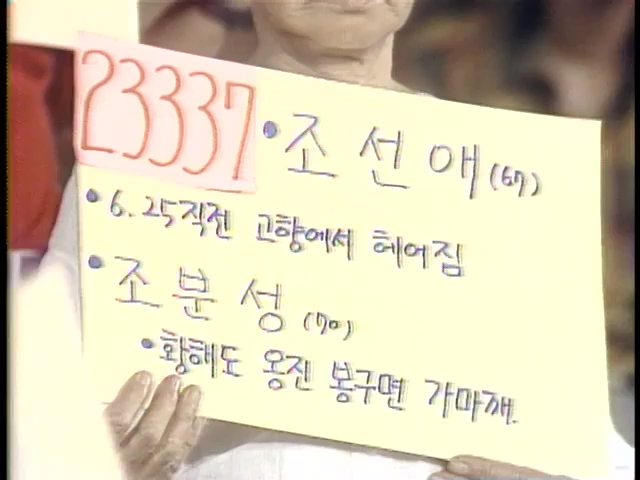 23337 • 조선애 (67)
• 6.25직전 고향에서 헤어짐
• 조분성 (70)
• 황해도 옹진 봉구면 가마깨.